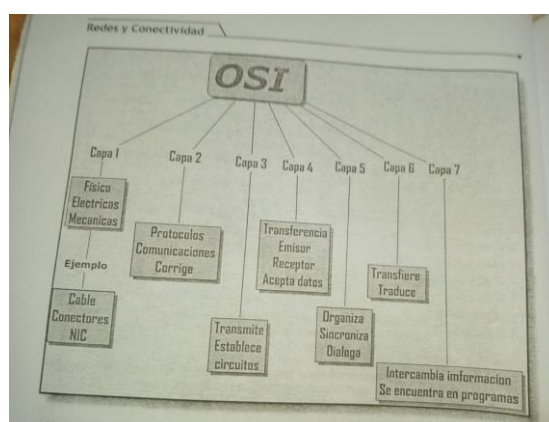 Redes y Conectividad
OSI
Capa 1
Capa 2
Capa 3
Capa 4
Capa 5
Capa 6
Capa 7
Físico
Electricas
Mecanicas
Ejemplo
Cable
Conectores
NIC
Protocolos
Comunicaciones
Corrige
Transmite
Establece
circuitos
Transferencia
Emisor
Receptor
Acepta datos
Organiza
Sincroniza
Dialoga
Transfiere
Traduce
Intercambia imformacion
Se encuentra en programas